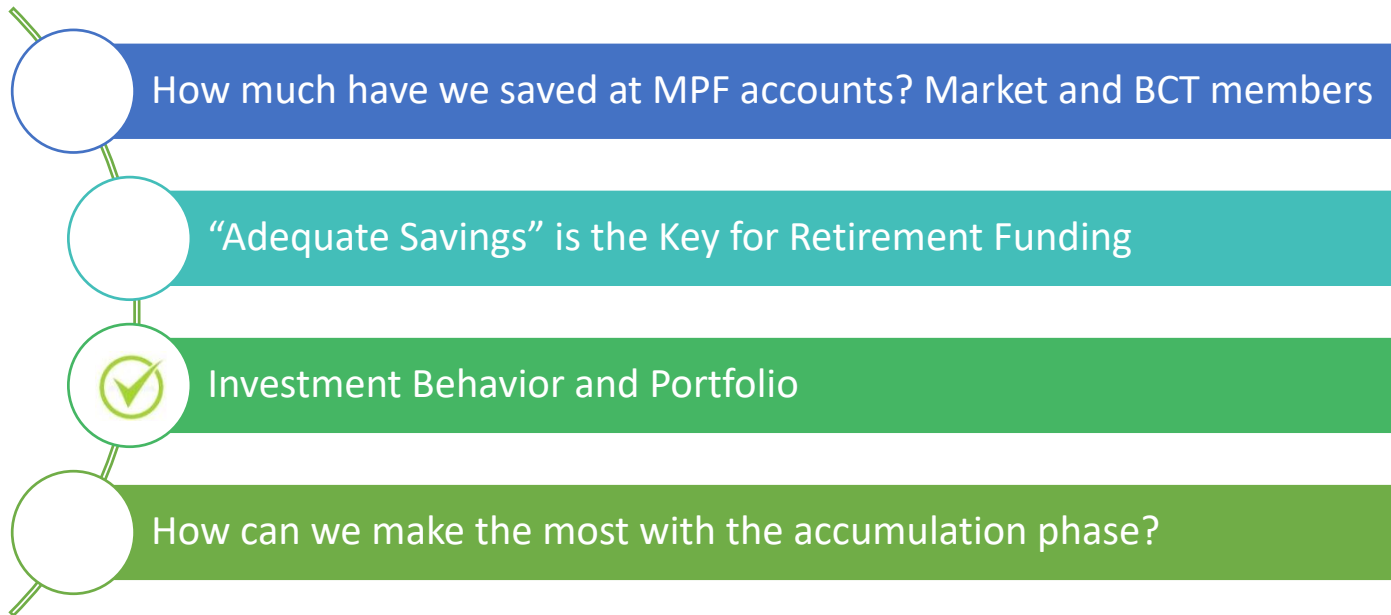 How much have we saved at MPF accounts? Market and BCT members
“Adequate Savings” is the Key for Retirement Funding
Investment Behavior and Portfolio
How can we make the most with the accumulation phase?